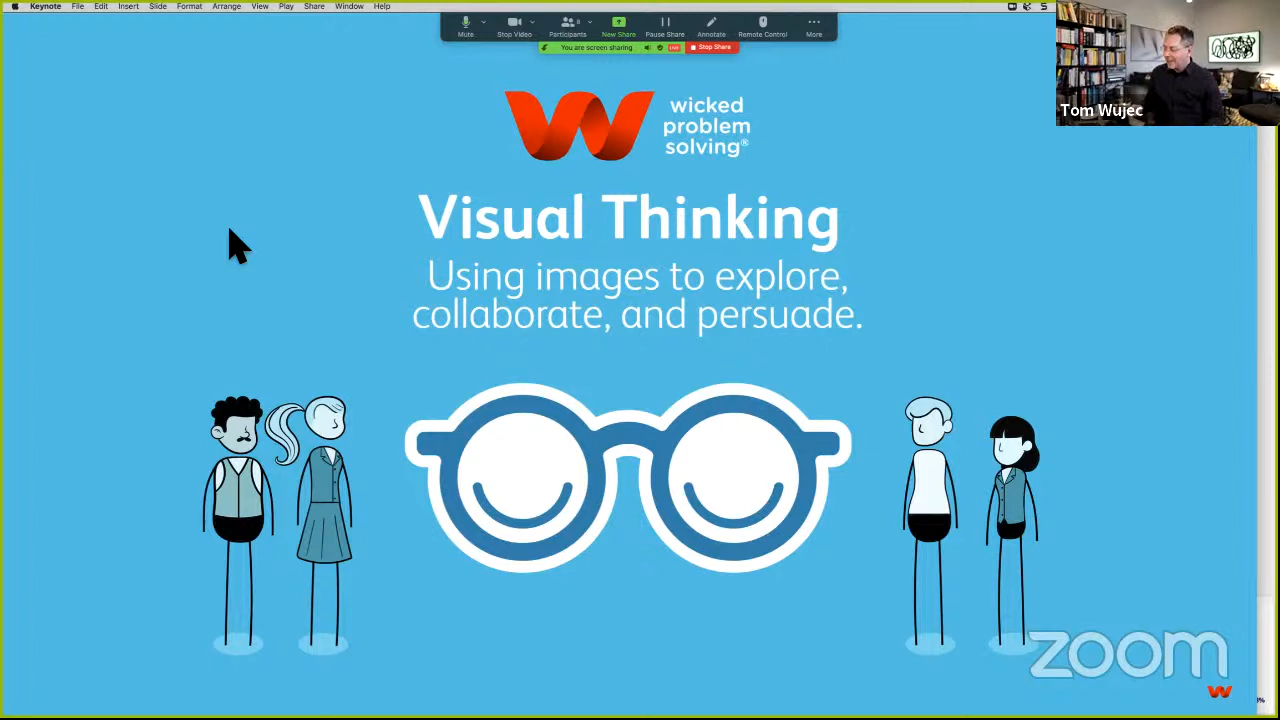 Keynote File Edit Insert Slide Format Arrange View Play Share Window Help
Mute Stop Video Participants 8 New Share Pause Share Annotate Remote Control More
You are screen sharing LIVE Stop Share
Tom Wujec
wicked
problem
solving®
Visual Thinking
Using images to explore,
collaborate, and persuade.
zoom